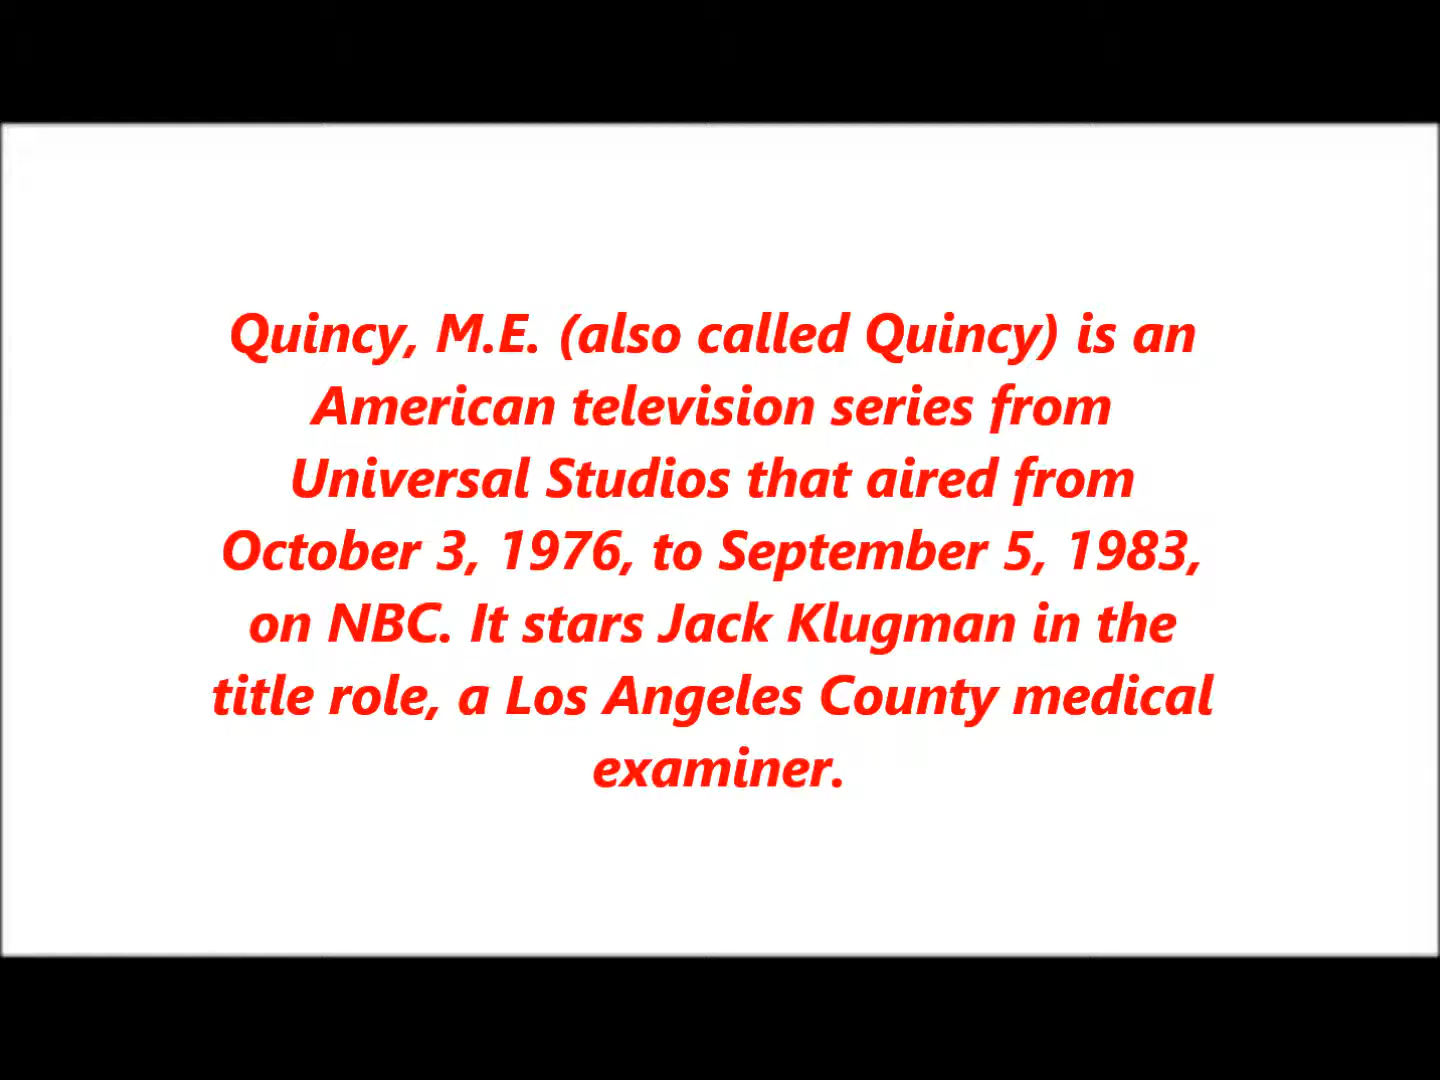 Quincy, M.E. (also called Quincy) is an
American television series from
Universal Studios that aired from
October 3, 1976, to September 5, 1983,
on NBC. It stars Jack Klugman in the
title role, a Los Angeles County medical
examiner.